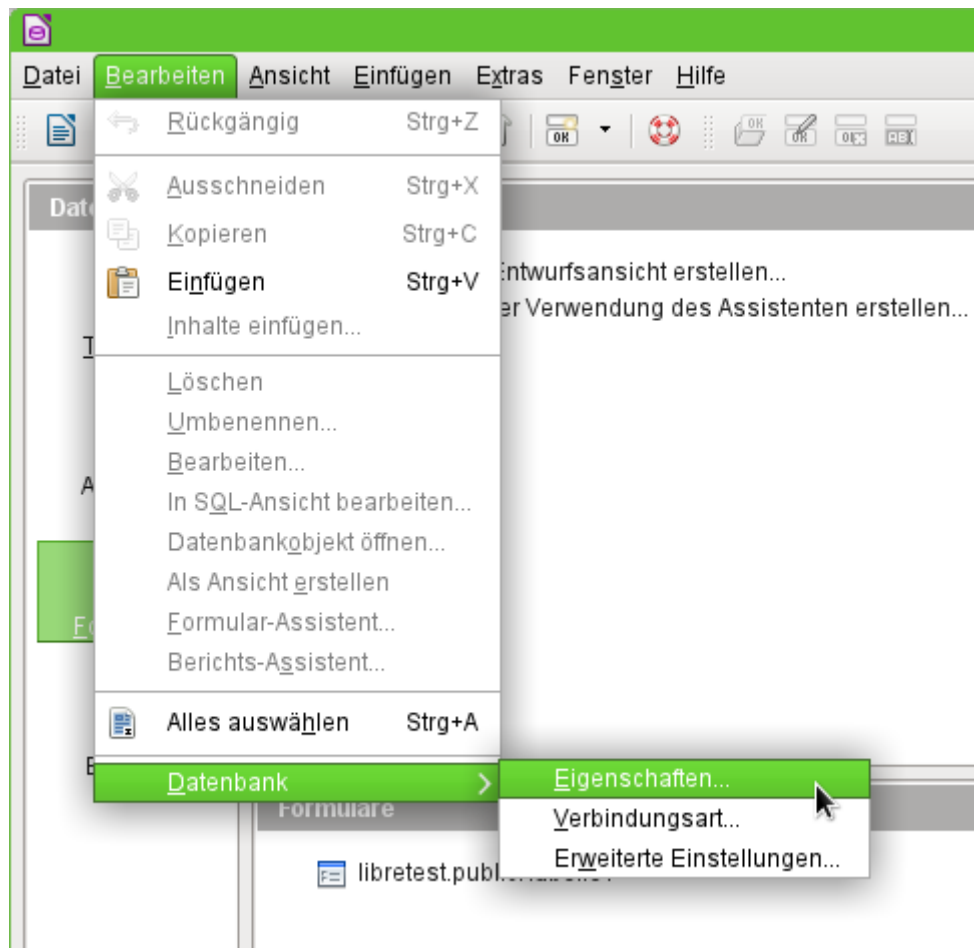 Datei Bearbeiten Ansicht Einfügen Extras Fenster Hilfe
Rückgängig Strg+Z
Ausschneiden Strg+X
Kopieren Strg+C
Einfügen Strg+V
Inhalte einfügen...
Löschen
Umbenennen...
Bearbeiten...
In SQL-Ansicht bearbeiten...
Datenbankobjekt öffnen...
Als Ansicht erstellen
Formular-Assistent...
Berichts-Assistent...
Alles auswählen Strg+A
Datenbank
Eigenschaften...
Verbindungsart...
Erweiterte Einstellungen...
Entwurfsansicht erstellen...
er Verwendung des Assistenten erstellen...
Formulare